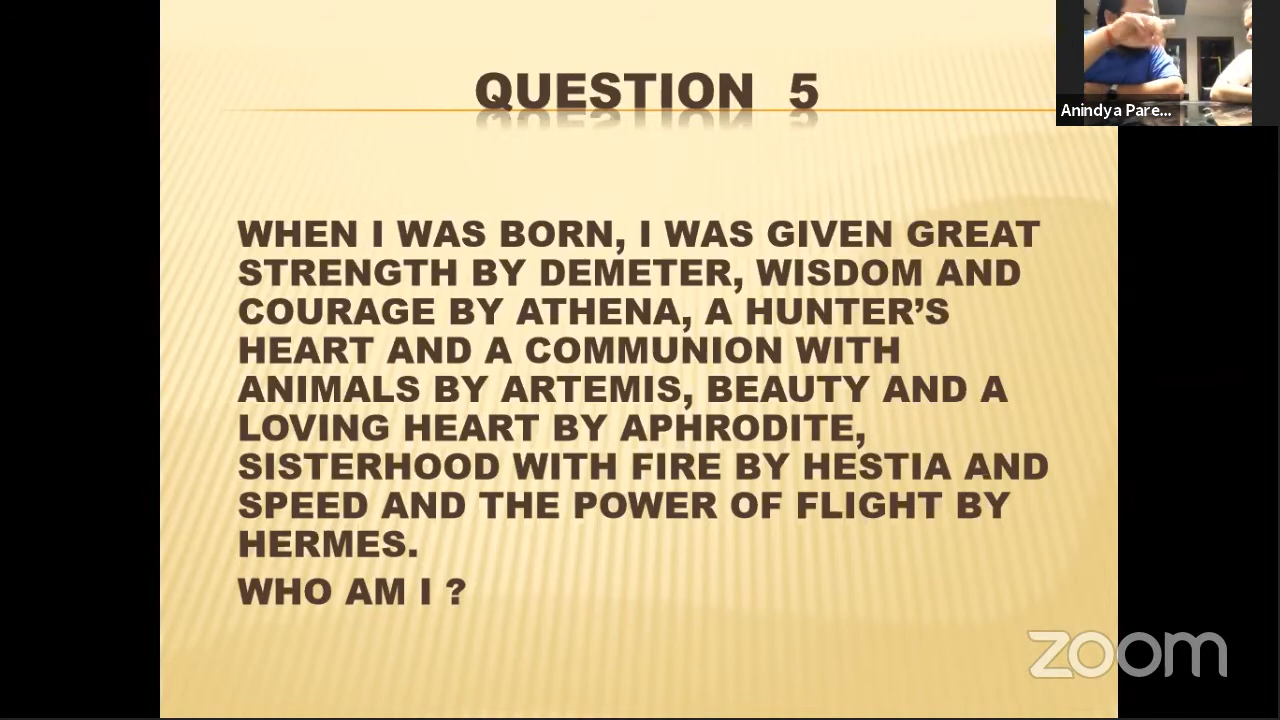 QUESTION 5
Anindya Pare...
WHEN I WAS BORN, I WAS GIVEN GREAT
STRENGTH BY DEMETER, WISDOM AND
COURAGE BY ATHENA, A HUNTER’S
HEART AND A COMMUNION WITH
ANIMALS BY ARTEMIS, BEAUTY AND A
LOVING HEART BY APHRODITE,
SISTERHOOD WITH FIRE BY HESTIA AND
SPEED AND THE POWER OF FLIGHT BY
HERMES.
WHO AM I ?
zoom